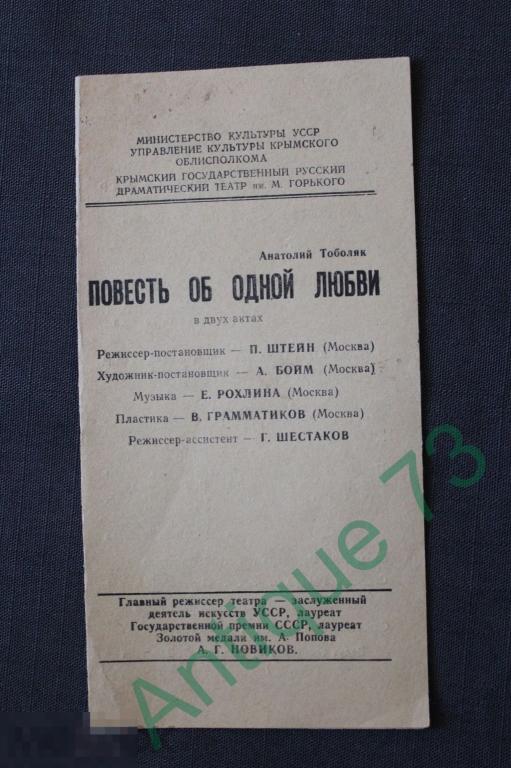 МИНИСТЕРСТВО КУЛЬТУРЫ УССР
УПРАВЛЕНИЕ КУЛЬТУРЫ КРЫМСКОГО
ОБЛИСПОЛКОМА
КРЫМСКИЙ ГОСУДАРСТВЕННЫЙ РУССКИЙ
ДРАМАТИЧЕСКИЙ ТЕАТР им. М. ГОРЬКОГО
Анатолий Тоболяк
ПОВЕСТЬ ОБ ОДНОЙ ЛЮБВИ
в двух актах
Режиссер-постановщик — П. ШТЕЙН (Москва)
Художник-постановщик — А. БОИМ (Москва)
Музыка — Е. РОХЛИНА (Москва)
Пластика — В. ГРАММАТИКОВ (Москва)
Режиссер-ассистент — Г. ШЕСТАКОВ
Главный режиссер театра — заслуженный
деятель искусств УССР, лауреат
Государственной премии СССР, лауреат
Золотой медали им. А. Попова
А. Г. НОВИКОВ.
Antique 73